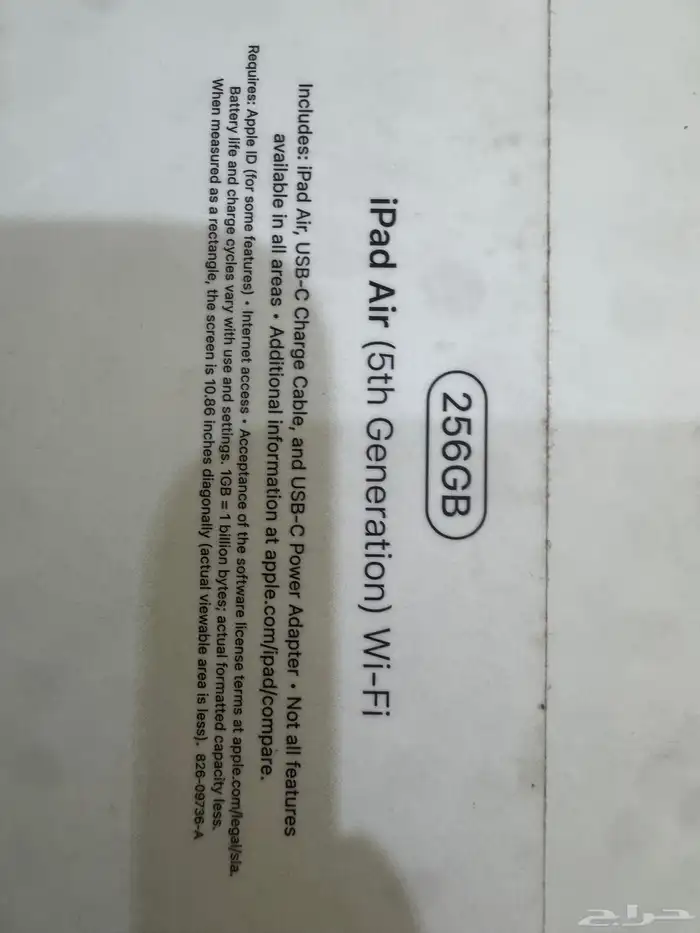 256GB
iPad Air (5th Generation) Wi-Fi
Includes: iPad Air, USB-C Charge Cable, and USB-C Power Adapter • Not all features
available in all areas • Additional information at apple.com/ipad/compare.
Requires: Apple ID (for some features) • Internet access • Acceptance of the software license terms at apple.com/legal/sla.
Battery life and charge cycles vary with use and settings. 1GB = 1 billion bytes; actual formatted capacity less.
When measured as a rectangle, the screen is 10.86 inches diagonally (actual viewable area is less). 826-09736-A
حراج